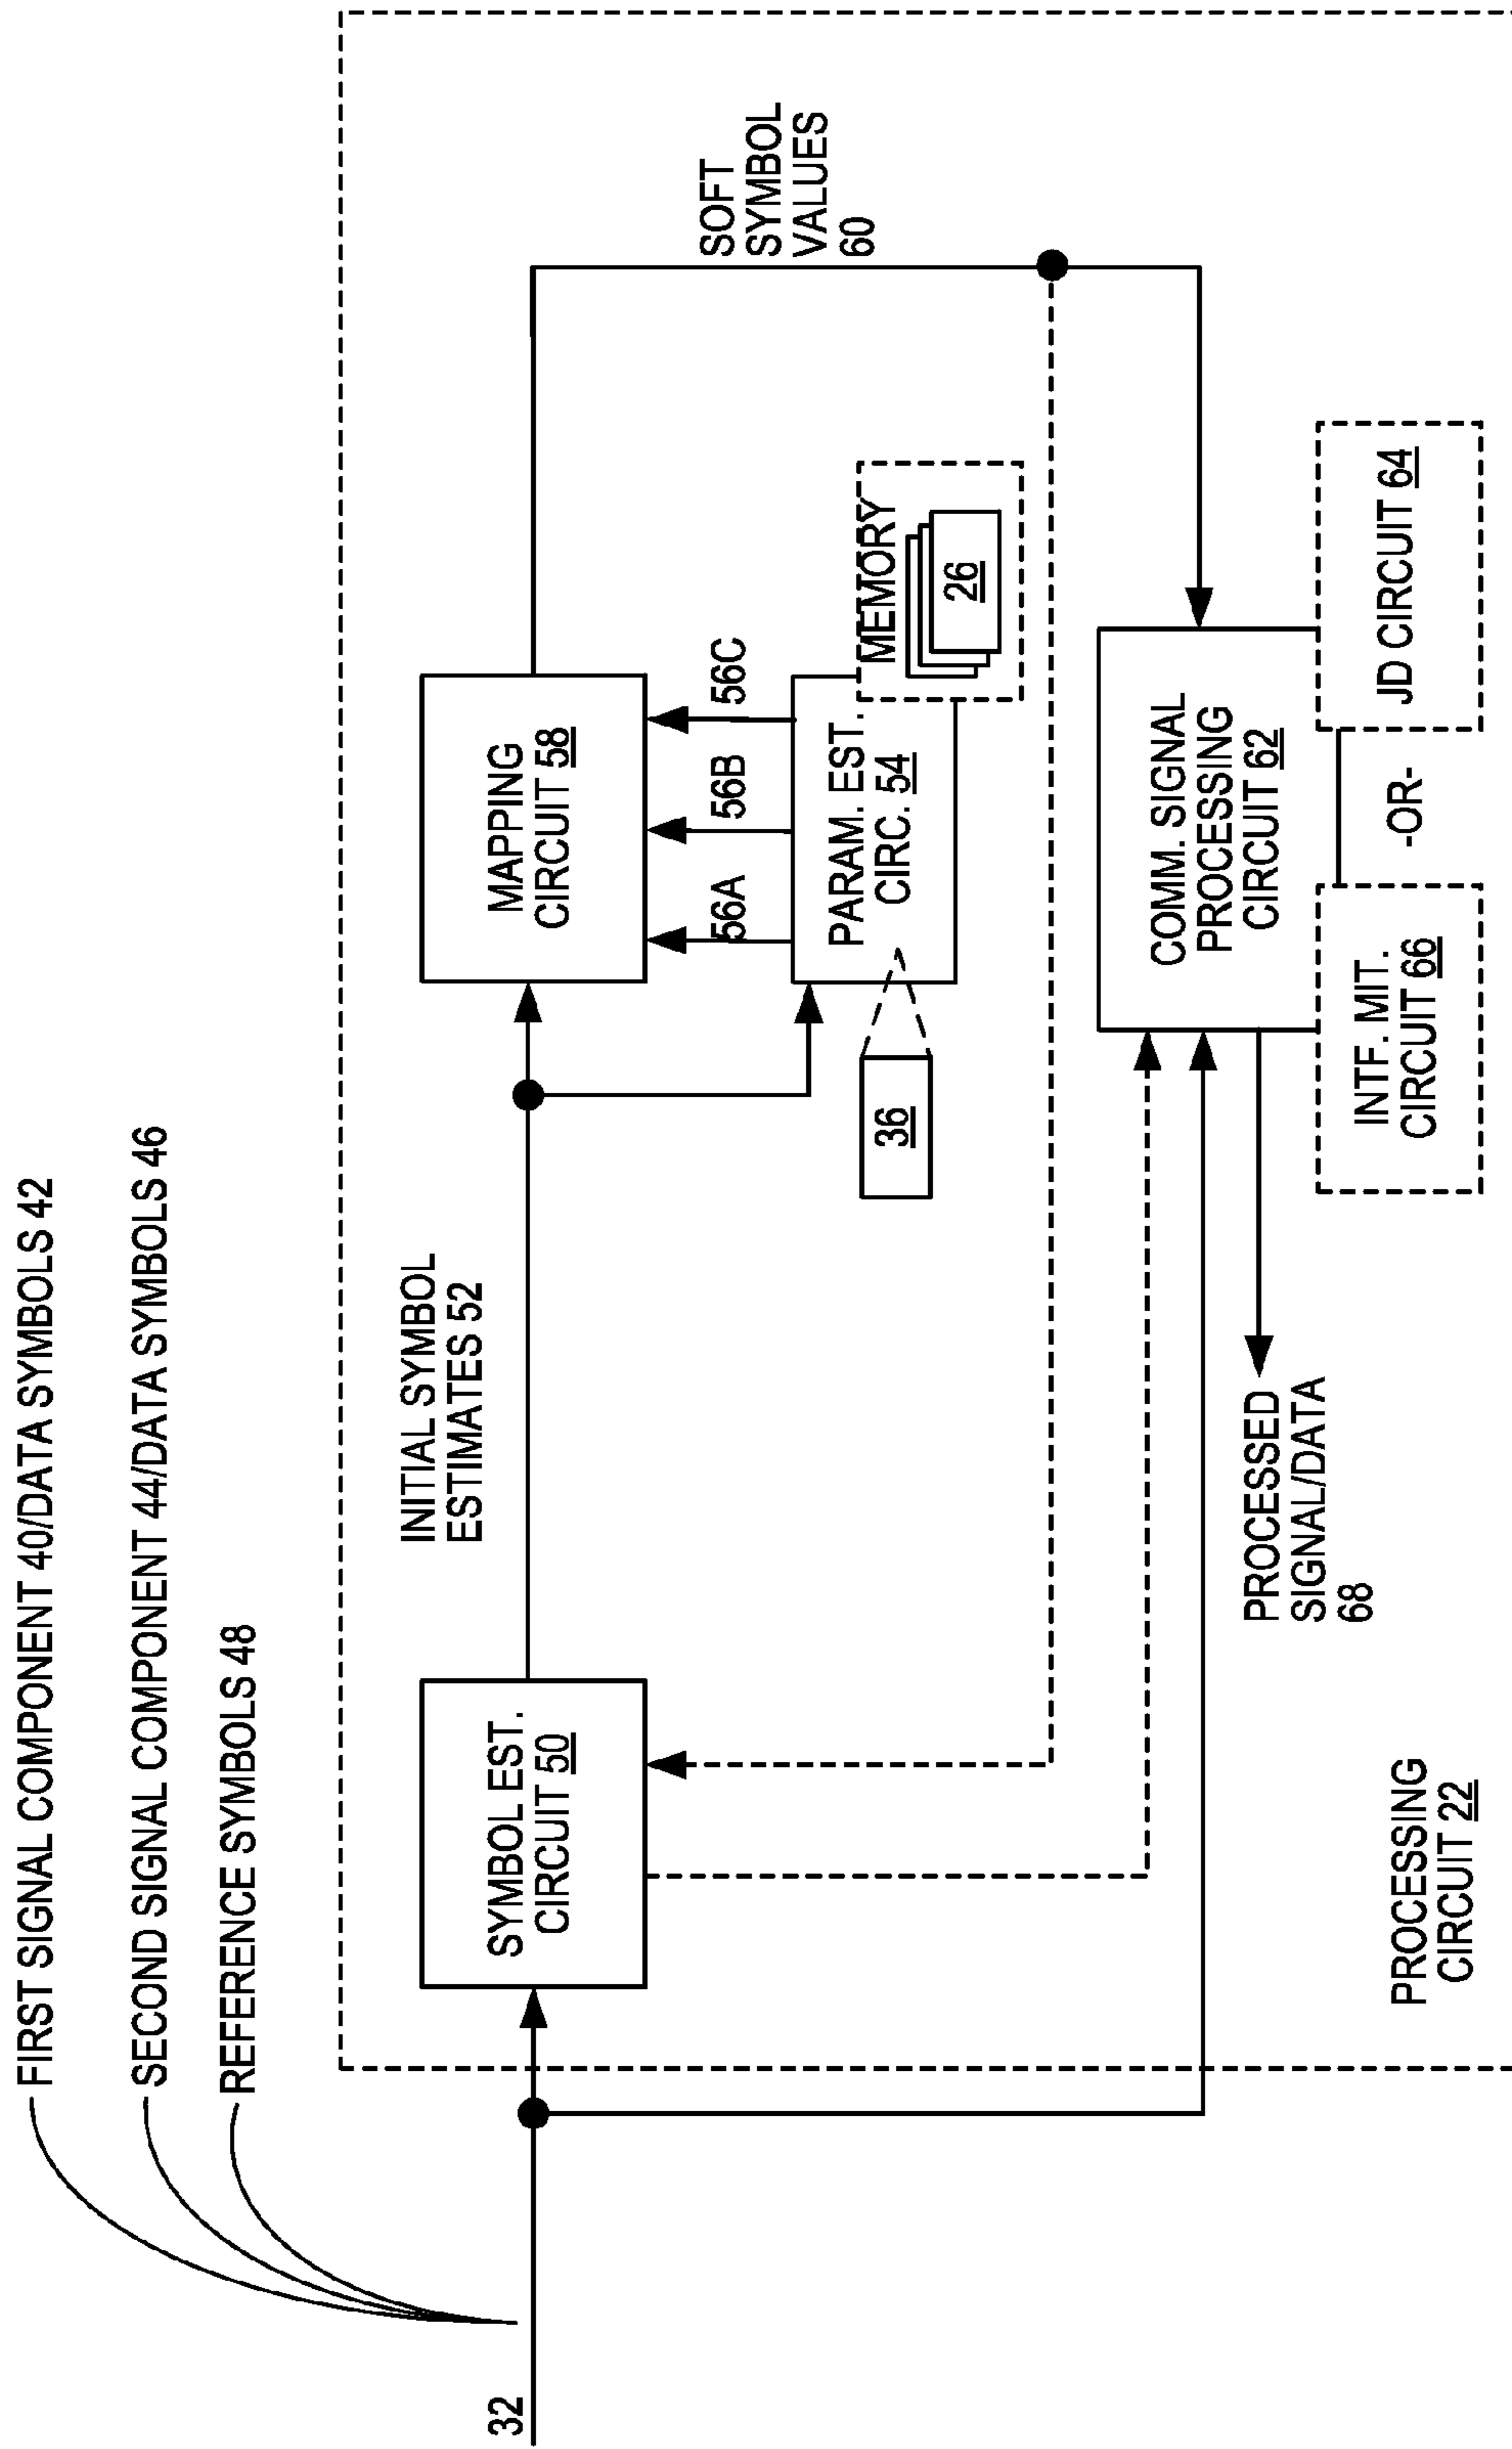 FIRST SIGNAL COMPONENT 40/DATA SYMBOLS 42
SECOND SIGNAL COMPONENT 44/DATA SYMBOLS 46
REFERENCE SYMBOLS 48
32
SYMBOL EST.
CIRCUIT 50
INITIAL SYMBOL
ESTIMATES 52
MAPPING
CIRCUIT 58
56A
56B
56C
PARAM. EST.
CIRC. 54
36
MEMORY
26
SOFT
SYMBOL
VALUES
60
COMM. SIGNAL
PROCESSING
CIRCUIT 62
PROCESSED
SIGNAL/DATA
68
INTF. MIT.
CIRCUIT 66
-OR-
JD CIRCUIT 64
PROCESSING
CIRCUIT 22